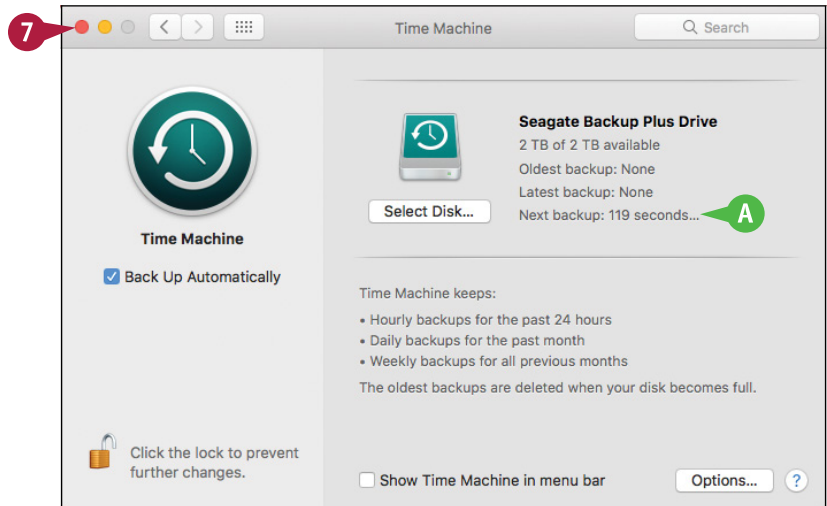 7
Time Machine
Search
Seagate Backup Plus Drive
2 TB of 2 TB available
Oldest backup: None
Latest backup: None
Select Disk...
Next backup: 119 seconds...
A
Time Machine
Back Up Automatically
Time Machine keeps:
• Hourly backups for the past 24 hours
• Daily backups for the past month
• Weekly backups for all previous months
The oldest backups are deleted when your disk becomes full.
Click the lock to prevent
further changes.
Show Time Machine in menu bar
Options...
?